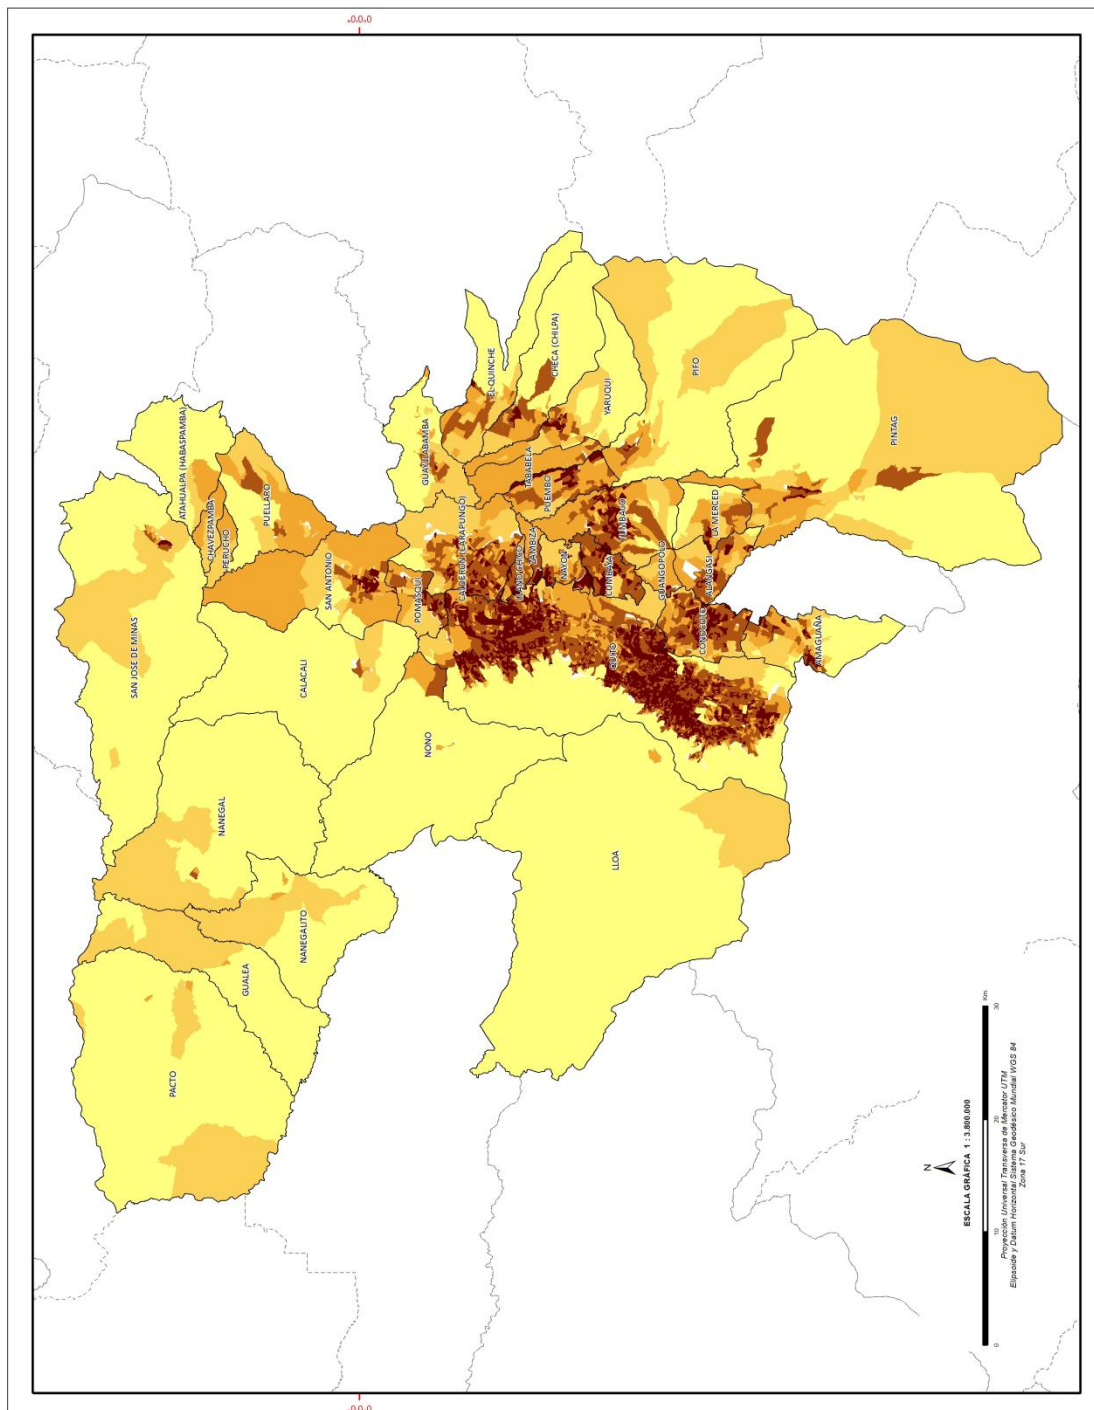 .0.0.0
SAN JOSE DE MINAS
ATAHUALPA (HABASPAMBA)
CHAVEZPAMBA
PERUCHO
PUELLARO
SAN ANTONIO
CALACALI
NANEGAL
NANEGALITO
GUALEA
PACTO
NONO
LLOA
POMASQUI
CALDERON (CARAPUNGO)
LLANO CHICO
ZAMBIZA
NAYON
GUAYLLABAMBA
EL QUINCHE
CHECA (CHILPA)
YARUQUI
TABABELA
PUEMBO
PIFO
TUMBACO
CUMBAYA
QUITO
GUANGOPOLO
LA MERCED
ALANGASI
CONOCOTO
AMAGUAÑA
PINTAG
N
ESCALA GRÁFICA 1 : 3.800.000
Km.
0 10 20 30
Proyección Universal Transversa de Mercator UTM
Elipsoide y Datum Horizontal Sistema Geodésico Mundial WGS 84
Zona 17 Sur
.0.0.0